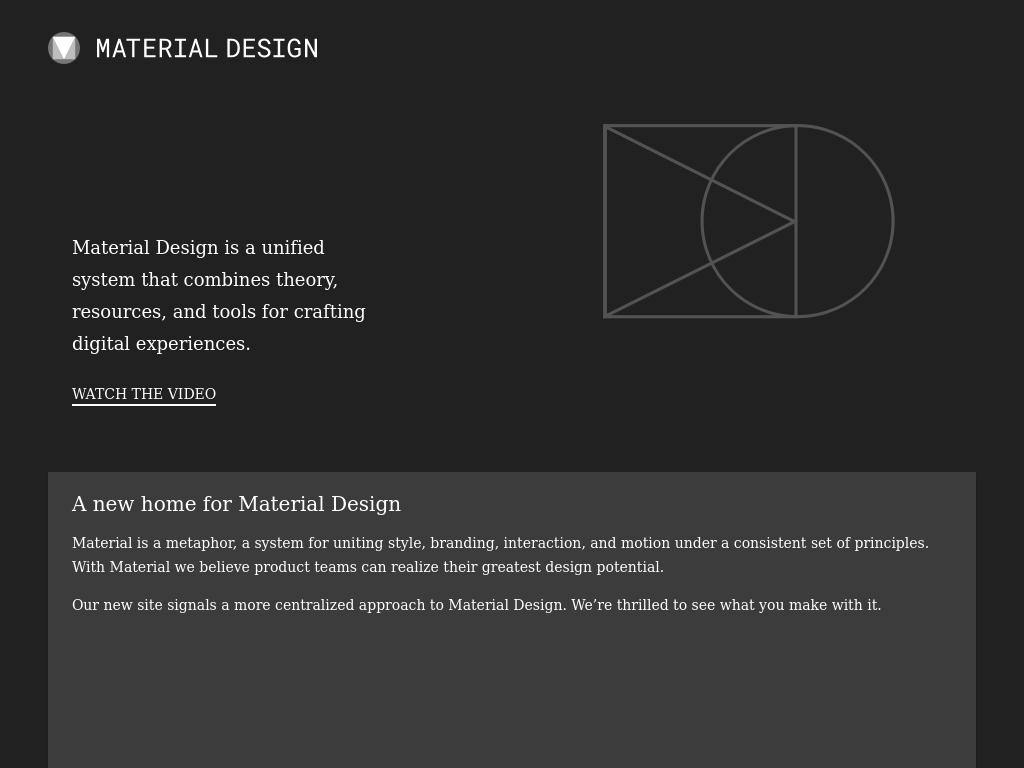 MATERIAL DESIGN
Material Design is a unified
system that combines theory,
resources, and tools for crafting
digital experiences.
WATCH THE VIDEO
A new home for Material Design
Material is a metaphor, a system for uniting style, branding, interaction, and motion under a consistent set of principles.
With Material we believe product teams can realize their greatest design potential.
Our new site signals a more centralized approach to Material Design. We’re thrilled to see what you make with it.